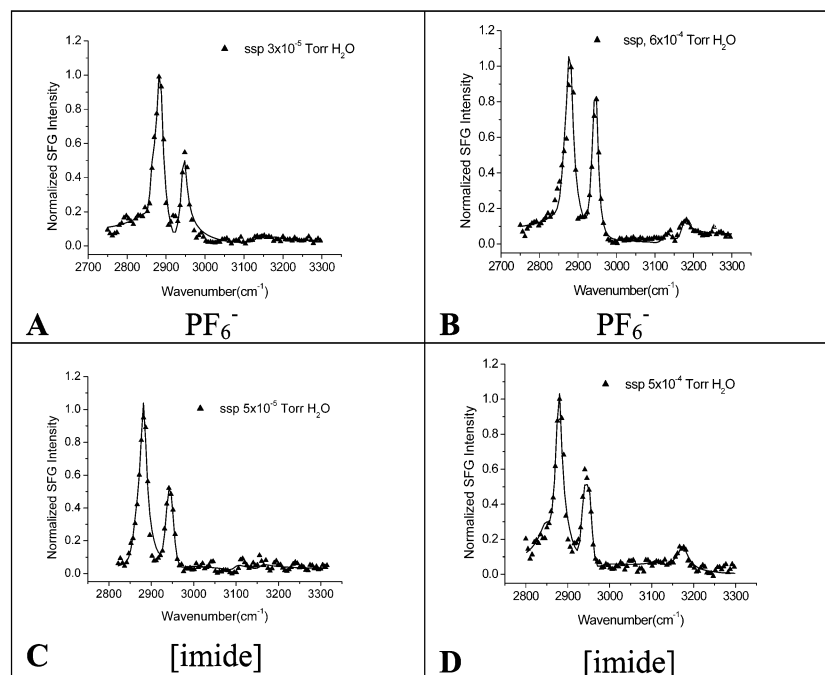 1.2
1.0
0.8
0.6
0.4
0.2
0.0
Normalized SFG Intensity
ssp 3x10⁻⁵ Torr H₂O
2700 2800 2900 3000 3100 3200 3300
Wavenumber(cm⁻¹)
A PF₆⁻
1.2
1.0
0.8
0.6
0.4
0.2
0.0
Normalized SFG Intensity
ssp, 6x10⁻⁴ Torr H₂O
2700 2800 2900 3000 3100 3200 3300
Wavenumber(cm⁻¹)
B PF₆⁻
1.2
1.0
0.8
0.6
0.4
0.2
0.0
Normalized SFG Intensity
ssp 5x10⁻⁵ Torr H₂O
2800 2900 3000 3100 3200 3300
Wavenumber(cm⁻¹)
C [imide]
1.2
1.0
0.8
0.6
0.4
0.2
0.0
Normalized SFG Intensity
ssp 5x10⁻⁴ Torr H₂O
2800 2900 3000 3100 3200 3300
Wavenumber(cm⁻¹)
D [imide]